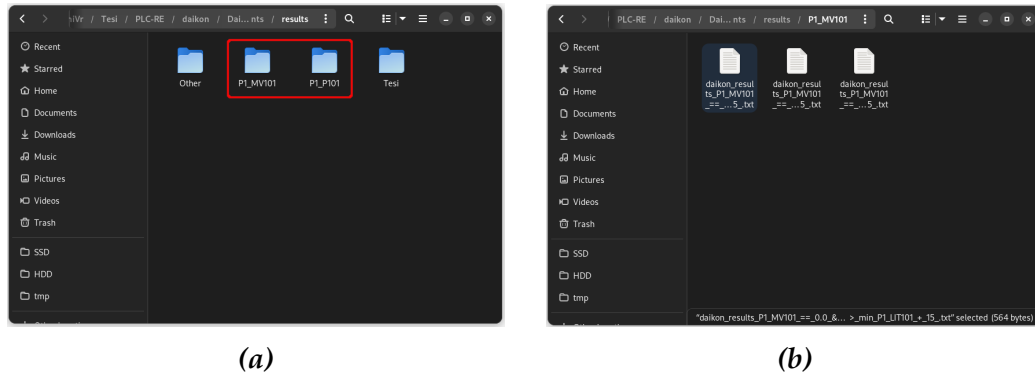 iVr / Tesi / PLC-RE / daikon / Dai… nts / results
Recent
Starred
Home
Documents
Downloads
Music
Pictures
Videos
Trash
SSD
HDD
tmp
Other
P1_MV101
P1_P101
Tesi
(a)
PLC-RE / daikon / Dai… nts / results / P1_MV101
Recent
Starred
Home
Documents
Downloads
Music
Pictures
Videos
Trash
SSD
HDD
tmp
daikon_resul
ts_P1_MV101
_==_…5_.txt
daikon_resul
ts_P1_MV101
_==_…5_.txt
daikon_resul
ts_P1_MV101
_==_…5_.txt
"daikon_results_P1_MV101_==_0.0_&… >_min_P1_LIT101_+_15_.txt" selected (564 bytes)
(b)